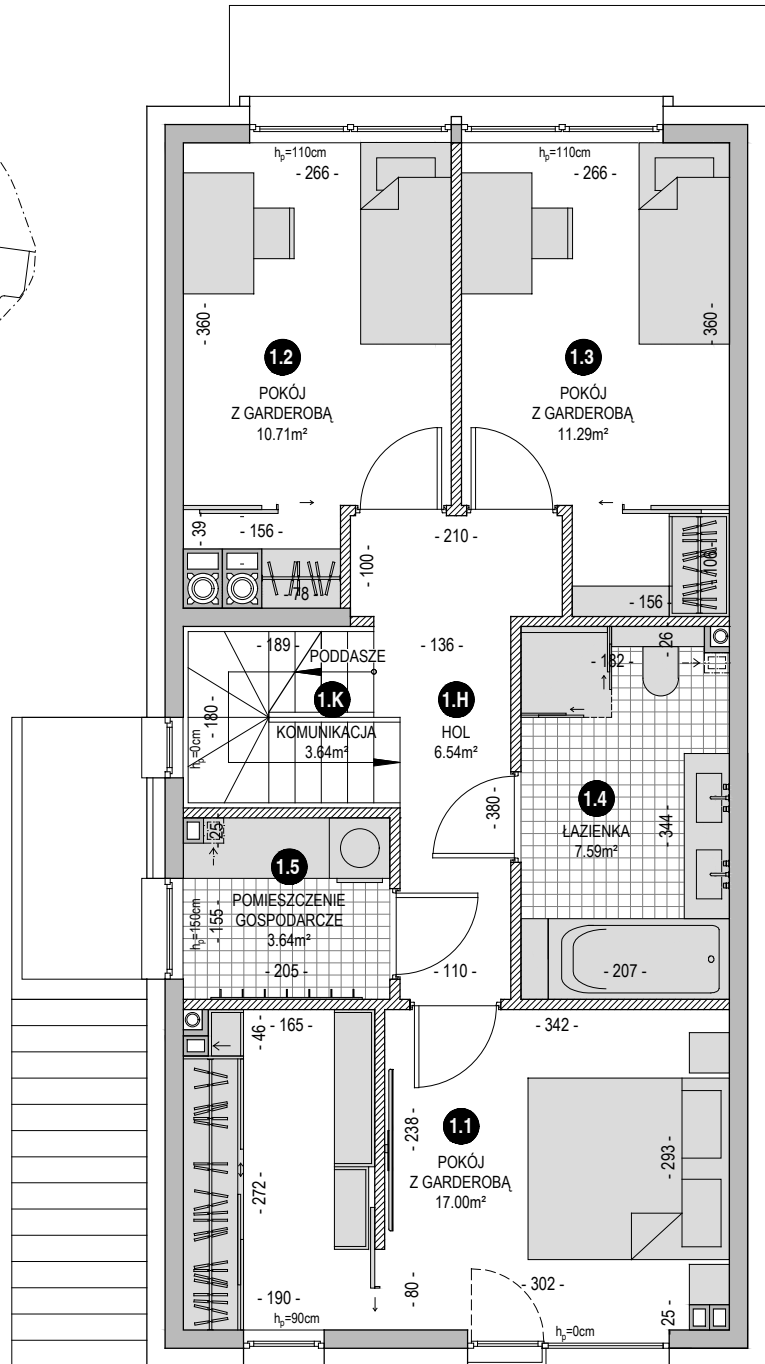 hp=110cm
hp=110cm
- 266 -
- 266 -
- 360 -
- 360 -
1.2
POKÓJ
Z GARDEROBĄ
10.71m²
1.3
POKÓJ
Z GARDEROBĄ
11.29m²
- 39 -
- 156 -
- 100 -
- 210 -
- 78 -
- 106 -
- 156 -
- 189 -
PODDASZE
- 136 -
- 26 -
- 182 -
1.K
KOMUNIKACJA
3.64m²
- 180 -
hp=0cm
1.H
HOL
6.54m²
- 380 -
1.4
ŁAZIENKA
7.59m²
- 344 -
- 25 -
1.5
POMIESZCZENIE
GOSPODARCZE
3.64m²
hp=150cm
- 155 -
- 205 -
- 110 -
- 207 -
- 46 -
- 165 -
- 342 -
- 238 -
1.1
POKÓJ
Z GARDEROBĄ
17.00m²
- 293 -
- 272 -
- 190 -
hp=90cm
- 80 -
- 302 -
hp=0cm
- 25 -